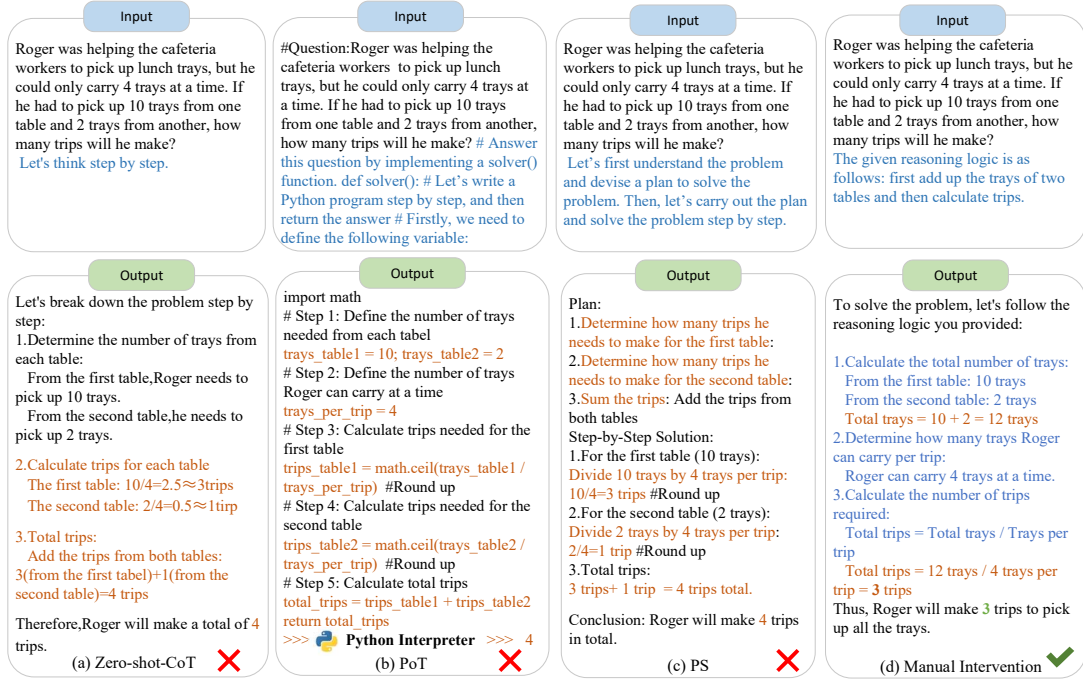 Input
Roger was helping the cafeteria
workers to pick up lunch trays, but he
could only carry 4 trays at a time. If
he had to pick up 10 trays from one
table and 2 trays from another, how
many trips will he make?
Let's think step by step.
Input
#Question:Roger was helping the
cafeteria workers to pick up lunch
trays, but he could only carry 4 trays at
a time. If he had to pick up 10 trays
from one table and 2 trays from another,
how many trips will he make? # Answer
this question by implementing a solver()
function. def solver(): # Let's write a
Python program step by step, and then
return the answer # Firstly, we need to
define the following variable:
Input
Roger was helping the cafeteria
workers to pick up lunch trays, but he
could only carry 4 trays at a time. If
he had to pick up 10 trays from one
table and 2 trays from another, how
many trips will he make?
Let's first understand the problem
and devise a plan to solve the
problem. Then, let's carry out the plan
and solve the problem step by step.
Input
Roger was helping the cafeteria
workers to pick up lunch trays, but he
could only carry 4 trays at a time. If
he had to pick up 10 trays from one
table and 2 trays from another, how
many trips will he make?
The given reasoning logic is as
follows: first add up the trays of two
tables and then calculate trips.
Output
Let's break down the problem step by
step:
1.Determine the number of trays from
each table:
From the first table,Roger needs to
pick up 10 trays.
From the second table,he needs to
pick up 2 trays.
2.Calculate trips for each table
The first table: 10/4=2.5≈3trips
The second table: 2/4=0.5≈1tirp
3.Total trips:
Add the trips from both tables:
3(from the first tabel)+1(from the
second table)=4 trips
Therefore,Roger will make a total of 4
trips.
(a) Zero-shot-CoT
Output
import math
# Step 1: Define the number of trays
needed from each tabel
trays_table1 = 10; trays_table2 = 2
# Step 2: Define the number of trays
Roger can carry at a time
trays_per_trip = 4
# Step 3: Calculate trips needed for the
first table
trips_table1 = math.ceil(trays_table1 /
trays_per_trip) #Round up
# Step 4: Calculate trips needed for the
second table
trips_table2 = math.ceil(trays_table2 /
trays_per_trip) #Round up
# Step 5: Calculate total trips
total_trips = trips_table1 + trips_table2
return total_trips
>>> Python Interpreter >>> 4
(b) PoT
Output
Plan:
1.Determine how many trips he
needs to make for the first table:
2.Determine how many trips he
needs to make for the second table:
3.Sum the trips: Add the trips from
both tables
Step-by-Step Solution:
1.For the first table (10 trays):
Divide 10 trays by 4 trays per trip:
10/4=3 trips #Round up
2.For the second table (2 trays):
Divide 2 trays by 4 trays per trip:
2/4=1 trip #Round up
3.Total trips:
3 trips+ 1 trip = 4 trips total.
Conclusion: Roger will make 4 trips
in total.
(c) PS
Output
To solve the problem, let's follow the
reasoning logic you provided:
1.Calculate the total number of trays:
From the first table: 10 trays
From the second table: 2 trays
Total trays = 10 + 2 = 12 trays
2.Determine how many trays Roger
can carry per trip:
Roger can carry 4 trays at a time.
3.Calculate the number of trips
required:
Total trips = Total trays / Trays per
trip
Total trips = 12 trays / 4 trays per
trip = 3 trips
Thus, Roger will make 3 trips to pick
up all the trays.
(d) Manual Intervention